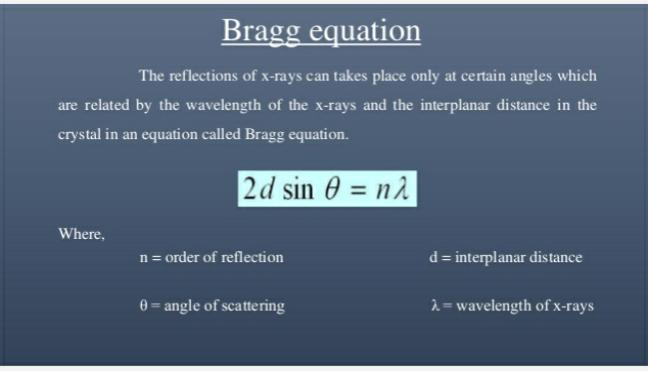 Bragg equation
The reflections of x-rays can takes place only at certain angles which
are related by the wavelength of the x-rays and the interplanar distance in the
crystal in an equation called Bragg equation.
2d sin θ = nλ
Where,
n = order of reflection d = interplanar distance
θ = angle of scattering λ = wavelength of x-rays